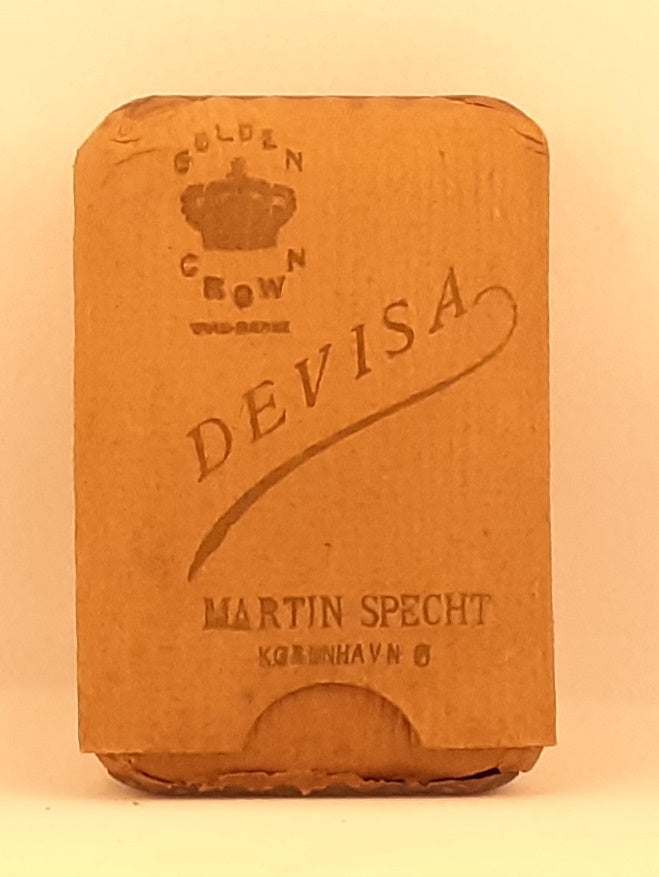 GOLDEN
CROWN
DEVISA
MARTIN SPECHT
KØBENHAVN Ø